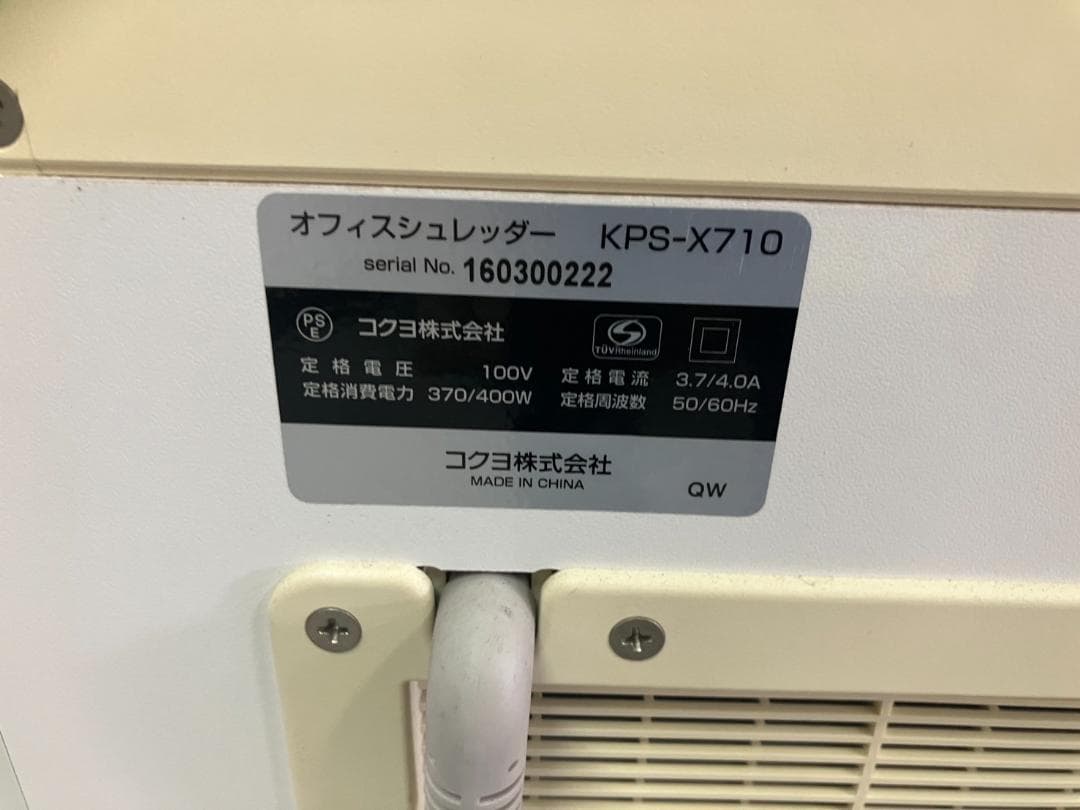 オフィスシュレッダー KPS-X710
serial No. 160300222
PS E コクヨ株式会社 TÜVRheinland
定格電圧 100V 定格電流 3.7/4.0A
定格消費電力 370/400W 定格周波数 50/60Hz
コクヨ株式会社
MADE IN CHINA
QW